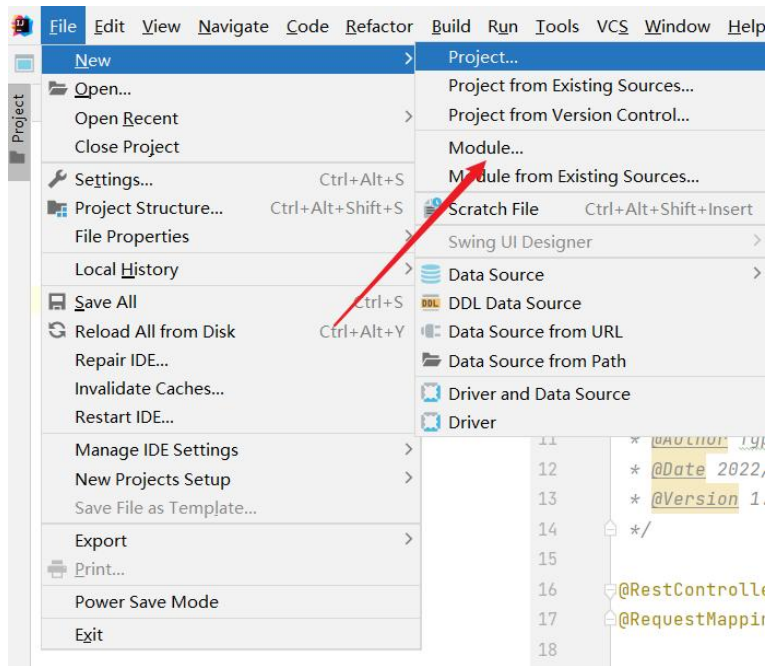 File Edit View Navigate Code Refactor Build Run Tools VCS Window Help
Project
New
Open...
Open Recent
Close Project
Settings... Ctrl+Alt+S
Project Structure... Ctrl+Alt+Shift+S
File Properties
Local History
Save All Ctrl+S
Reload All from Disk Ctrl+Alt+Y
Repair IDE...
Invalidate Caches...
Restart IDE...
Manage IDE Settings
New Projects Setup
Save File as Template...
Export
Print...
Power Save Mode
Exit
Project...
Project from Existing Sources...
Project from Version Control...
Module...
Module from Existing Sources...
Scratch File Ctrl+Alt+Shift+Insert
Swing UI Designer
Data Source
DDL Data Source
Data Source from URL
Data Source from Path
Driver and Data Source
Driver
11 * @Author Typ
12 * @Date 2022/
13 * @Version 1.
14 */
15
16 @RestControlle
17 @RequestMappin
18